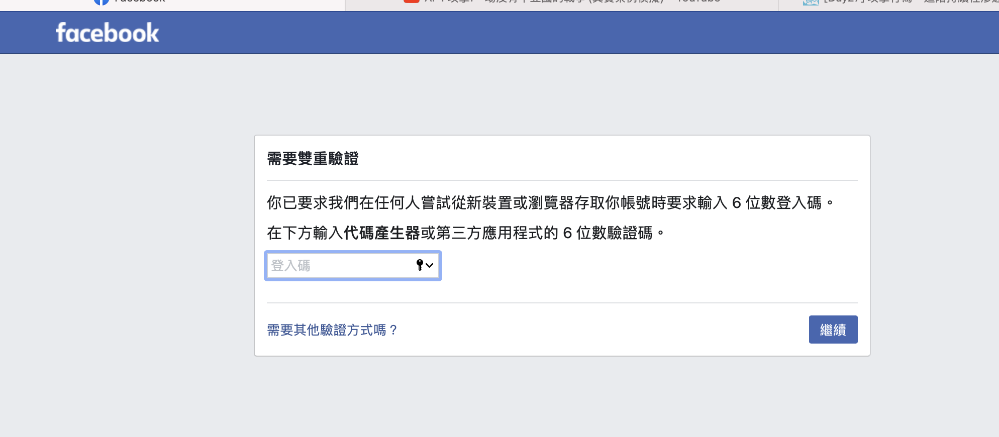 facebook
需要雙重驗證
你已要求我們在任何人嘗試從新裝置或瀏覽器存取你帳號時要求輸入 6 位數登入碼。
在下方輸入代碼產生器或第三方應用程式的 6 位數驗證碼。
登入碼
需要其他驗證方式嗎？
繼續